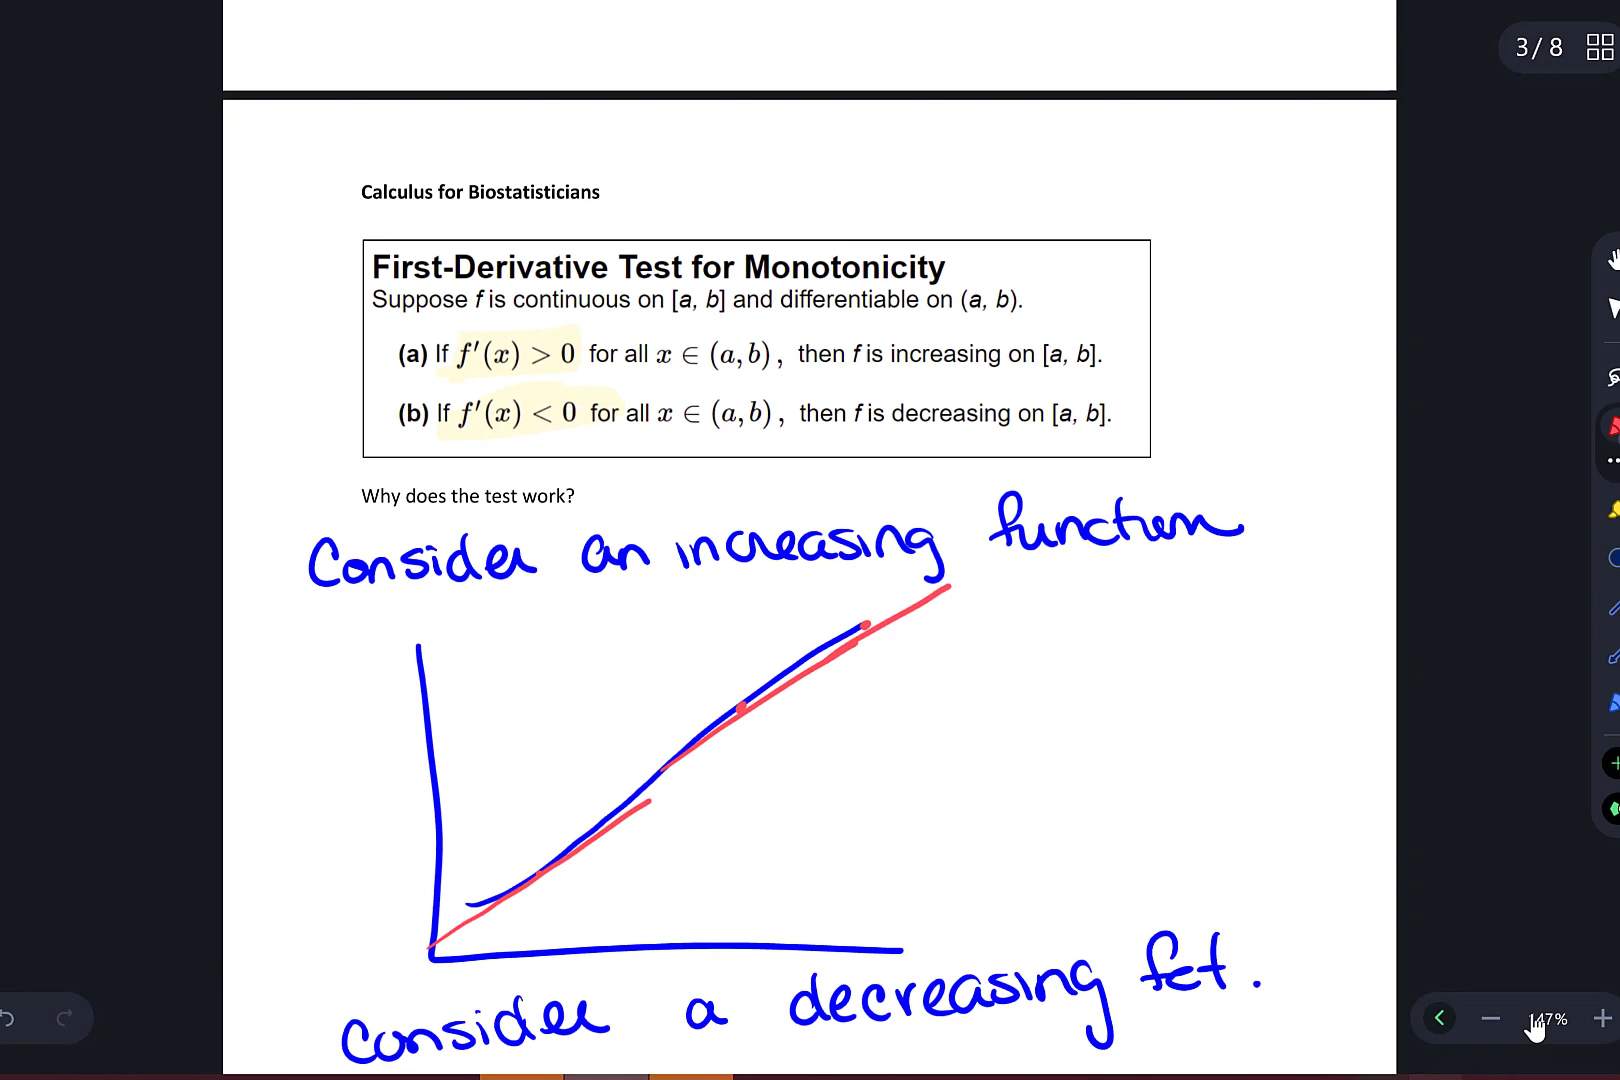 3 / 8
Calculus for Biostatisticians
First-Derivative Test for Monotonicity
Suppose f is continuous on [a, b] and differentiable on (a, b).
(a) If f′(x) > 0 for all x ∈ (a, b), then f is increasing on [a, b].
(b) If f′(x) < 0 for all x ∈ (a, b), then f is decreasing on [a, b].
Why does the test work?
Consider an increasing function
Consider a decreasing fct.
147%